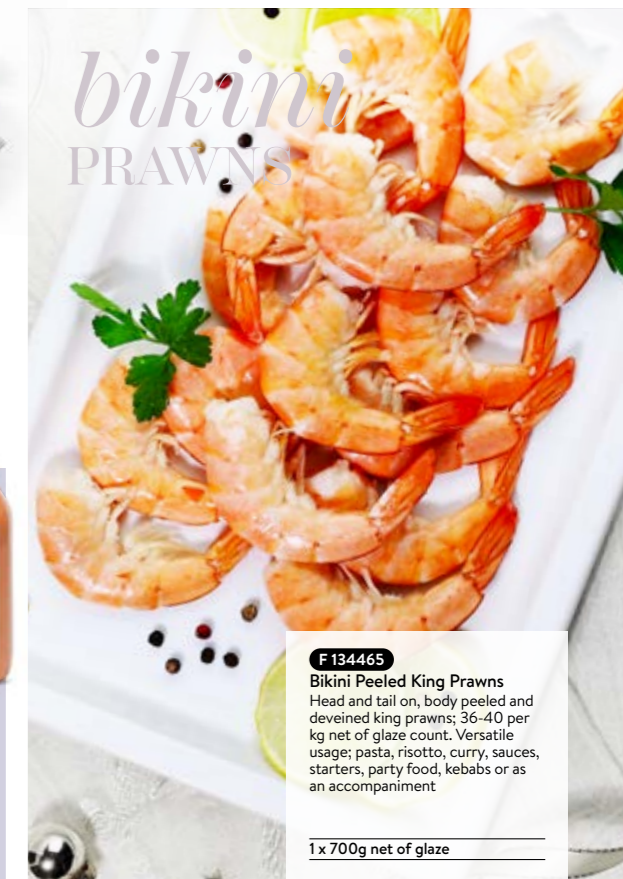 bikini
PRAWNS
F 134465
Bikini Peeled King Prawns
Head and tail on, body peeled and
deveined king prawns; 36-40 per
kg net of glaze count. Versatile
usage; pasta, risotto, curry, sauces,
starters, party food, kebabs or as
an accompaniment
1 x 700g net of glaze